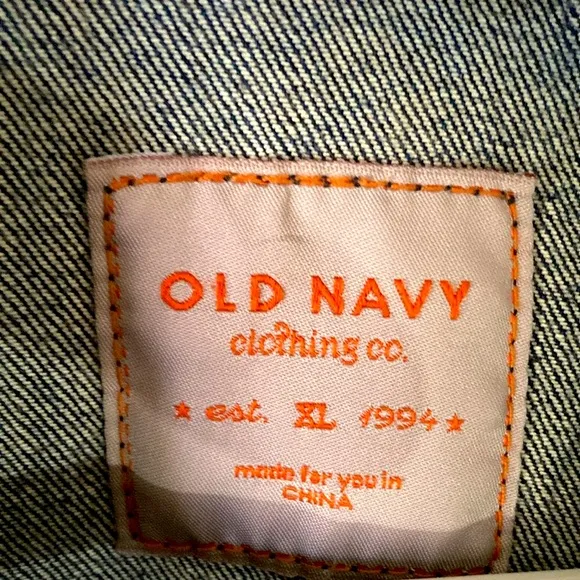 OLD NAVY
clothing co.
★ est. XL 1994 ★
made for you in
CHINA